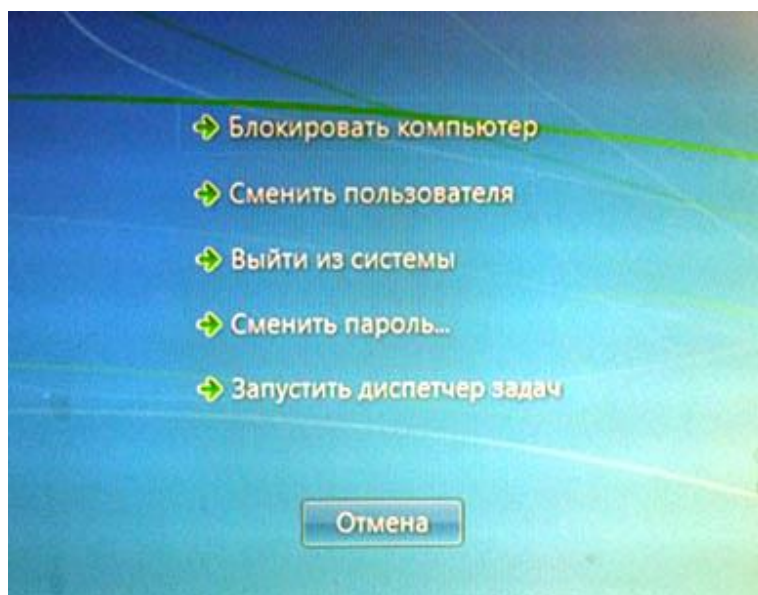 Блокировать компьютер
Сменить пользователя
Выйти из системы
Сменить пароль...
Запустить диспетчер задач
Отмена